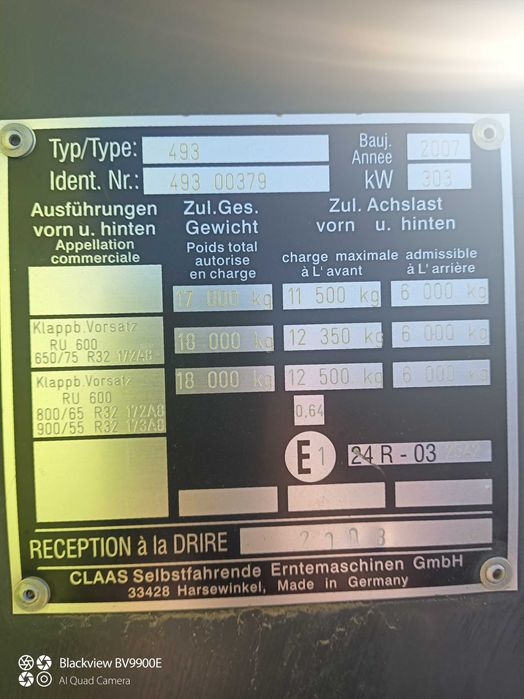 Typ/Type: 493 Bauj. Annee 2007
Ident. Nr.: 493 00379 kW 303
Ausführungen Zul.Ges. Zul. Achslast
vorn u. hinten Gewicht vorn u. hinten
Appellation commerciale Poids total autorise en charge charge maximale admissible
à L' avant à L' arrière
17 000 kg 11 500 kg 6 000 kg
Klappb.Vorsatz
RU 600 18 000 kg 12 350 kg 6 000 kg
650/75 R32 172A8
Klappb.Vorsatz 18 000 kg 12 500 kg 6 000 kg
RU 600
800/65 R32 172A8 0,64
900/55 R32 173A8
E1 24 R - 03
RECEPTION à la DRIRE
CLAAS Selbstfahrende Erntemaschinen GmbH
33428 Harsewinkel, Made in Germany
Blackview BV9900E
AI Quad Camera